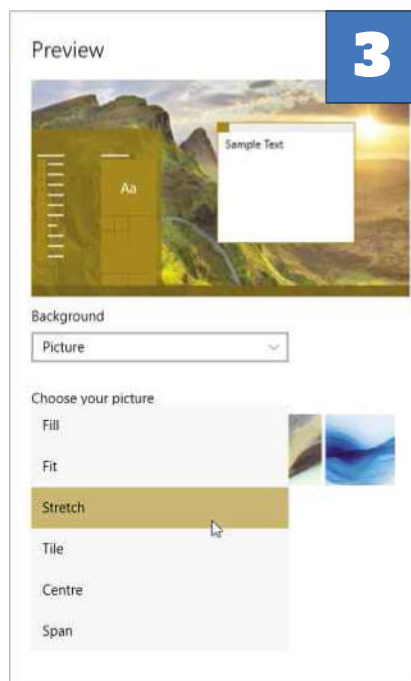 Preview
3
Sample Text
Aa
Background
Picture
Choose your picture
Fill
Fit
Stretch
Tile
Centre
Span